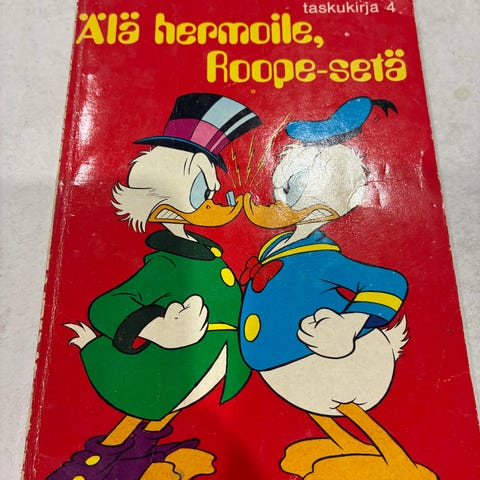 taskukirja 4
Älä hermoile,
Roope-setä